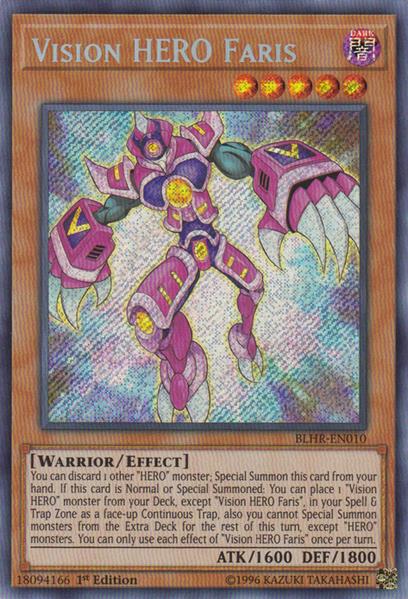 Vision HERO Faris
DARK
闇
V
V
BLHR-EN010
[Warrior/Effect]
You can discard 1 other "HERO" monster; Special Summon this card from your
hand. If this card is Normal or Special Summoned: You can place 1 "Vision
HERO" monster from your Deck, except "Vision HERO Faris", in your Spell &
Trap Zone as a face-up Continuous Trap, also you cannot Special Summon
monsters from the Extra Deck for the rest of this turn, except "HERO"
monsters. You can only use each effect of "Vision HERO Faris" once per turn.
ATK/1600 DEF/1800
18094166 1st Edition ©1996 KAZUKI TAKAHASHI